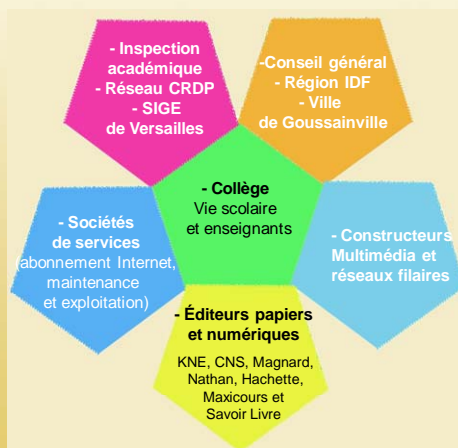 - Inspection
académique
- Réseau CRDP
- SIGE
de Versailles
-Conseil général
- Région IDF
- Ville
de Goussainville
- Collège
Vie scolaire
et enseignants
- Sociétés
de services
(abonnement Internet,
maintenance
et exploitation)
- Constructeurs
Multimédia et
réseaux filaires
- Éditeurs papiers
et numériques
KNE, CNS, Magnard,
Nathan, Hachette,
Maxicours et
Savoir Livre